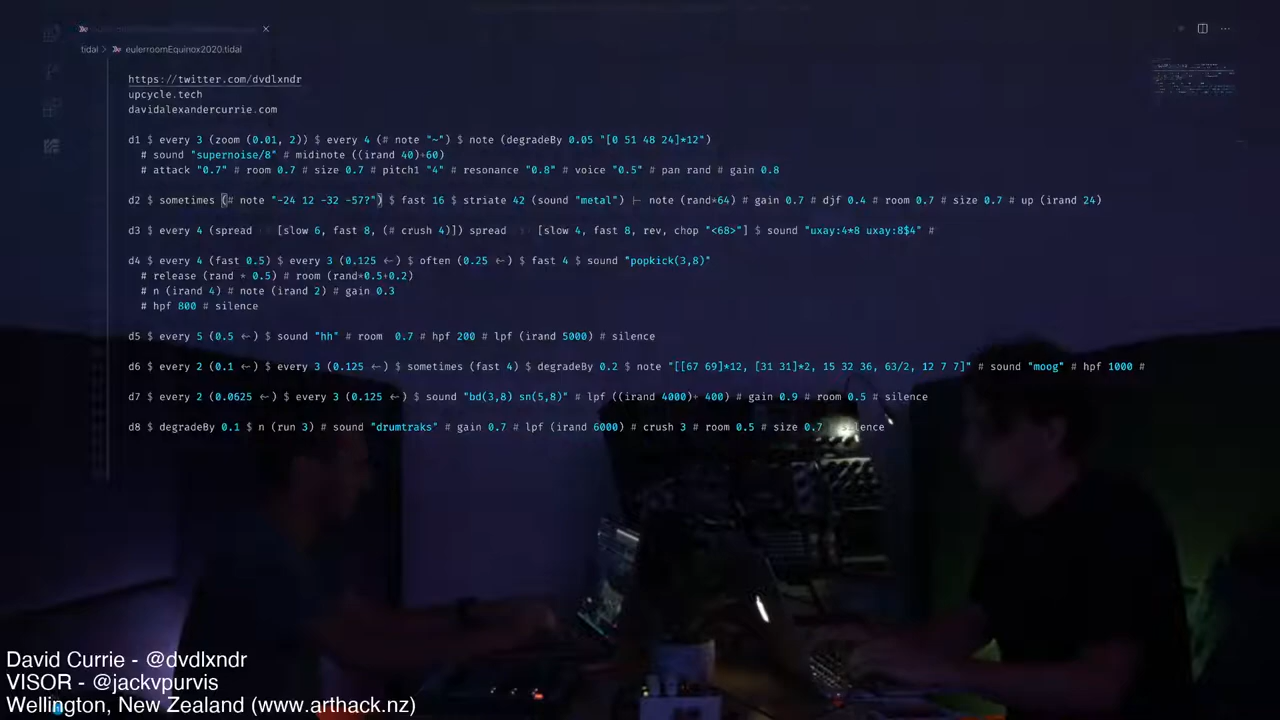 tidal > eulerroomEquinox2020.tidal
https://twitter.com/dvdlxndr
upcycle.tech
davidalexandercurrie.com
d1 $ every 3 (zoom (0.01, 2)) $ every 4 (# note "~") $ note (degradeBy 0.05 "[0 51 48 24]*12")
# sound "supernoise/8" # midinote ((irand 40)+60)
# attack "0.7" # room 0.7 # size 0.7 # pitch1 "4" # resonance "0.8" # voice "0.5" # pan rand # gain 0.8
d2 $ sometimes (# note "-24 12 -32 -57?") $ fast 16 $ striate 42 (sound "metal") |- note (rand*64) # gain 0.7 # djf 0.4 # room 0.7 # size 0.7 # up (irand 24)
d3 $ every 4 (spread [slow 6, fast 8, (# crush 4)]) spread [slow 4, fast 8, rev, chop "<68>"] $ sound "uxay:4*8 uxay:8$4" #
d4 $ every 4 (fast 0.5) $ every 3 (0.125 <-) $ often (0.25 <-) $ fast 4 $ sound "popkick(3,8)"
# release (rand * 0.5) # room (rand*0.5+0.2)
# n (irand 4) # note (irand 2) # gain 0.3
# hpf 800 # silence
d5 $ every 5 (0.5 <-) $ sound "hh" # room 0.7 # hpf 200 # lpf (irand 5000) # silence
d6 $ every 2 (0.1 <-) $ every 3 (0.125 <-) $ sometimes (fast 4) $ degradeBy 0.2 $ note "[[67 69]*12, [31 31]*2, 15 32 36, 63/2, 12 7 7]" # sound "moog" # hpf 1000 #
d7 $ every 2 (0.0625 <-) $ every 3 (0.125 <-) $ sound "bd(3,8) sn(5,8)" # lpf ((irand 4000)+ 400) # gain 0.9 # room 0.5 # silence
d8 $ degradeBy 0.1 $ n (run 3) # sound "drumtraks" # gain 0.7 # lpf (irand 6000) # crush 3 # room 0.5 # size 0.7 silence
David Currie - @dvdlxndr
VISOR - @jackvpurvis
Wellington, New Zealand (www.arthack.nz)